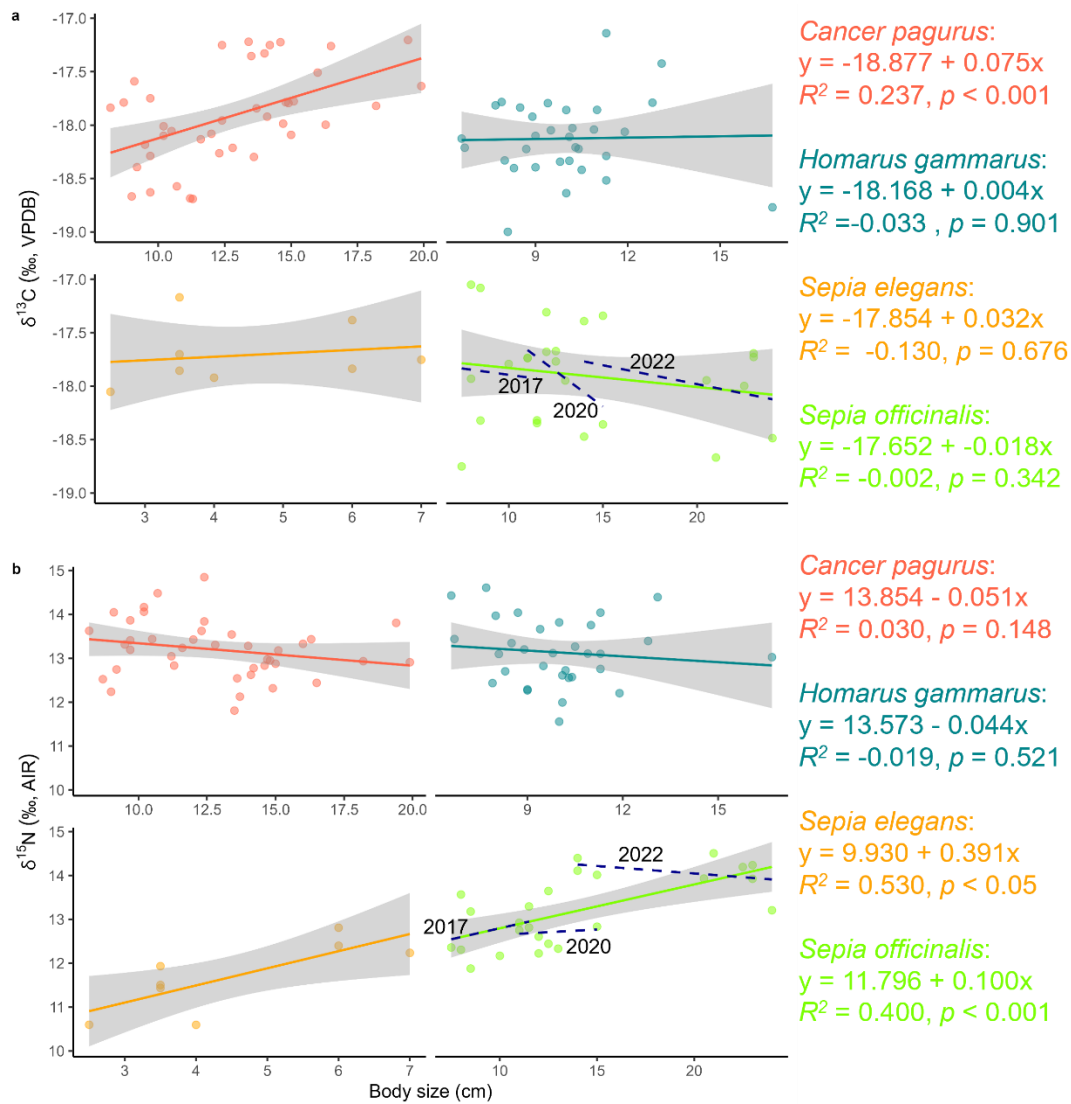 a
δ13C (‰, VPDB)
-17.0
-17.5
-18.0
-18.5
-19.0
10.0 12.5 15.0 17.5 20.0
9 12 15
Cancer pagurus:
y = -18.877 + 0.075x
R2 = 0.237, p < 0.001
Homarus gammarus:
y = -18.168 + 0.004x
R2 =-0.033 , p = 0.901
-17.0
-17.5
-18.0
-18.5
-19.0
3 4 5 6 7
2017
2020
2022
10 15 20
Sepia elegans:
y = -17.854 + 0.032x
R2 = -0.130, p = 0.676
Sepia officinalis:
y = -17.652 + -0.018x
R2 = -0.002, p = 0.342
b
δ15N (‰, AIR)
15
14
13
12
11
10
10.0 12.5 15.0 17.5 20.0
9 12 15
Cancer pagurus:
y = 13.854 - 0.051x
R2 = 0.030, p = 0.148
Homarus gammarus:
y = 13.573 - 0.044x
R2 = -0.019, p = 0.521
15
14
13
12
11
10
3 4 5 6 7
2017
2020
2022
10 15 20
Body size (cm)
Sepia elegans:
y = 9.930 + 0.391x
R2 = 0.530, p < 0.05
Sepia officinalis:
y = 11.796 + 0.100x
R2 = 0.400, p < 0.001